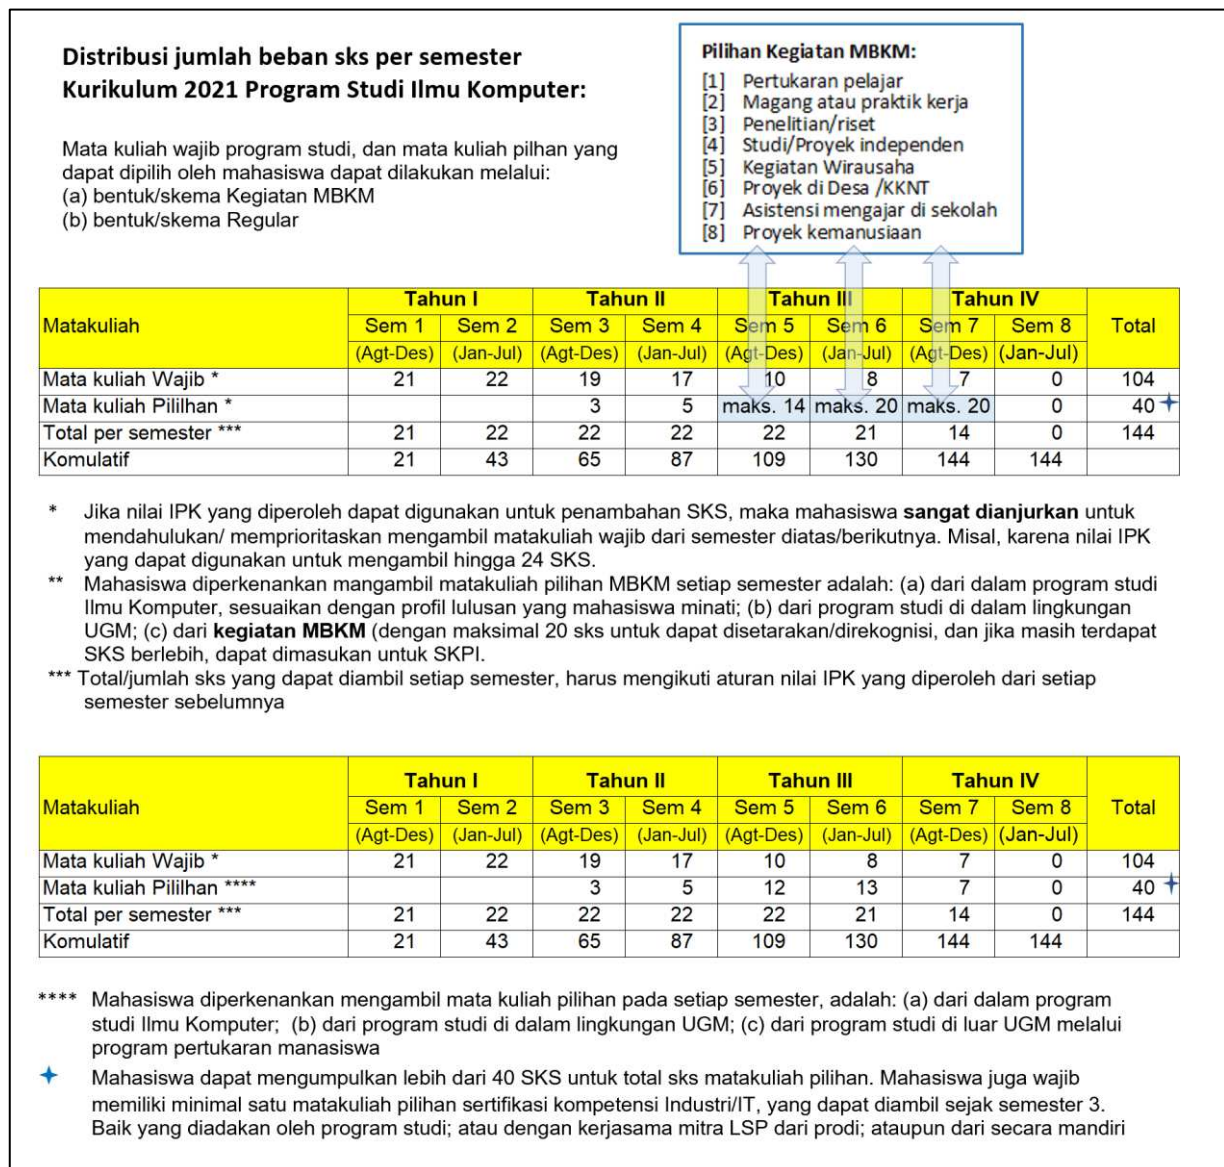 Distribusi jumlah beban sks per semester
Kurikulum 2021 Program Studi Ilmu Komputer:
Mata kuliah wajib program studi, dan mata kuliah pilhan yang
dapat dipilih oleh mahasiswa dapat dilakukan melalui:
(a) bentuk/skema Kegiatan MBKM
(b) bentuk/skema Regular
Pilihan Kegiatan MBKM:
[1] Pertukaran pelajar
[2] Magang atau praktik kerja
[3] Penelitian/riset
[4] Studi/Proyek independen
[5] Kegiatan Wirausaha
[6] Proyek di Desa /KKNT
[7] Asistensi mengajar di sekolah
[8] Proyek kemanusiaan
Matakuliah Tahun I Tahun II Tahun III Tahun IV Total
Sem 1 Sem 2 Sem 3 Sem 4 Sem 5 Sem 6 Sem 7 Sem 8
(Agt-Des) (Jan-Jul) (Agt-Des) (Jan-Jul) (Agt-Des) (Jan-Jul) (Agt-Des) (Jan-Jul)
Mata kuliah Wajib * 21 22 19 17 10 8 7 0 104
Mata kuliah Pililhan * 3 5 maks. 14 maks. 20 maks. 20 0 40
Total per semester *** 21 22 22 22 22 21 14 0 144
Komulatif 21 43 65 87 109 130 144 144
* Jika nilai IPK yang diperoleh dapat digunakan untuk penambahan SKS, maka mahasiswa sangat dianjurkan untuk
mendahulukan/ memprioritaskan mengambil matakuliah wajib dari semester diatas/berikutnya. Misal, karena nilai IPK
yang dapat digunakan untuk mengambil hingga 24 SKS.
** Mahasiswa diperkenankan mangambil matakuliah pilihan MBKM setiap semester adalah: (a) dari dalam program studi
Ilmu Komputer, sesuaikan dengan profil lulusan yang mahasiswa minati; (b) dari program studi di dalam lingkungan
UGM; (c) dari kegiatan MBKM (dengan maksimal 20 sks untuk dapat disetarakan/direkognisi, dan jika masih terdapat
SKS berlebih, dapat dimasukan untuk SKPI.
*** Total/jumlah sks yang dapat diambil setiap semester, harus mengikuti aturan nilai IPK yang diperoleh dari setiap
semester sebelumnya
Matakuliah Tahun I Tahun II Tahun III Tahun IV Total
Sem 1 Sem 2 Sem 3 Sem 4 Sem 5 Sem 6 Sem 7 Sem 8
(Agt-Des) (Jan-Jul) (Agt-Des) (Jan-Jul) (Agt-Des) (Jan-Jul) (Agt-Des) (Jan-Jul)
Mata kuliah Wajib * 21 22 19 17 10 8 7 0 104
Mata kuliah Pililhan **** 3 5 12 13 7 0 40
Total per semester *** 21 22 22 22 22 21 14 0 144
Komulatif 21 43 65 87 109 130 144 144
**** Mahasiswa diperkenankan mengambil mata kuliah pilihan pada setiap semester, adalah: (a) dari dalam program
studi Ilmu Komputer; (b) dari program studi di dalam lingkungan UGM; (c) dari program studi di luar UGM melalui
program pertukaran manasiswa
Mahasiswa dapat mengumpulkan lebih dari 40 SKS untuk total sks matakuliah pilihan. Mahasiswa juga wajib
memiliki minimal satu matakuliah pilihan sertifikasi kompetensi Industri/IT, yang dapat diambil sejak semester 3.
Baik yang diadakan oleh program studi; atau dengan kerjasama mitra LSP dari prodi; ataupun dari secara mandiri